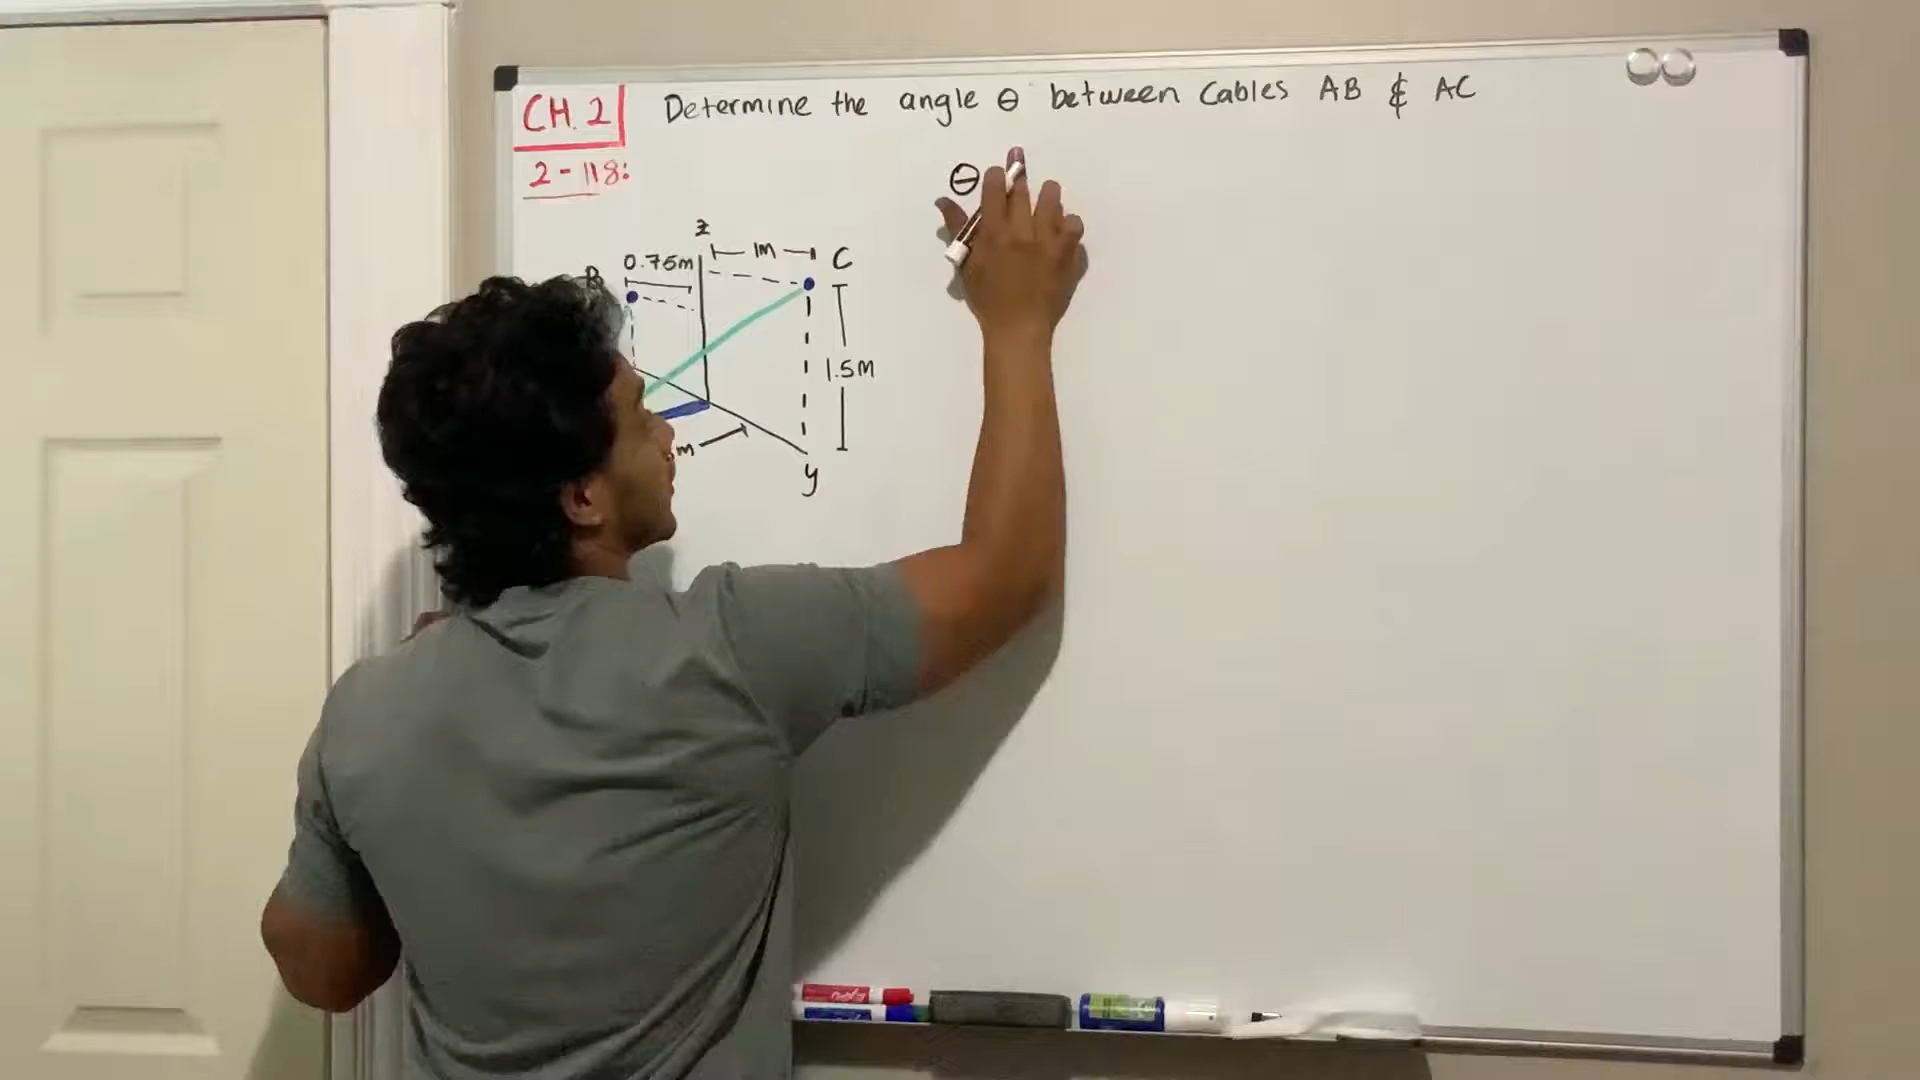 CH. 2
Determine the angle θ between Cables AB & AC
2 - 118:
θ
z
1M
C
0.75m
B
1.5M
m
y